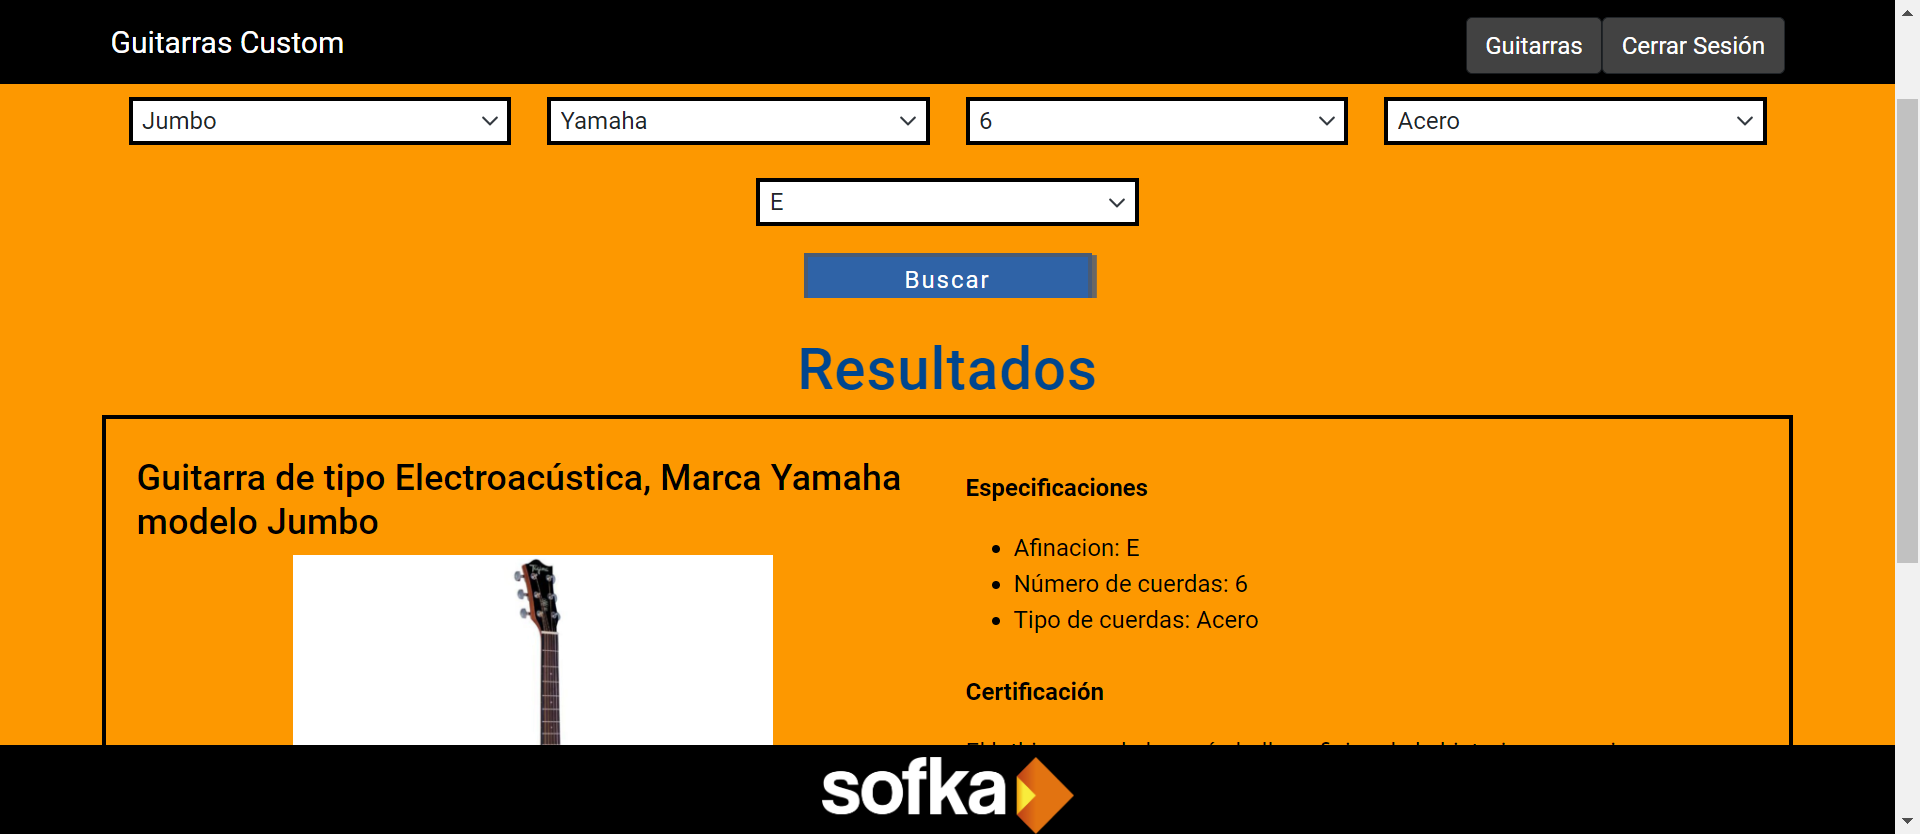 Guitarras Custom
Guitarras
Cerrar Sesión
Jumbo
Yamaha
6
Acero
E
Buscar
Resultados
Guitarra de tipo Electroacústica, Marca Yamaha
modelo Jumbo
Especificaciones
Afinacion: E
Número de cuerdas: 6
Tipo de cuerdas: Acero
Certificación
sofka